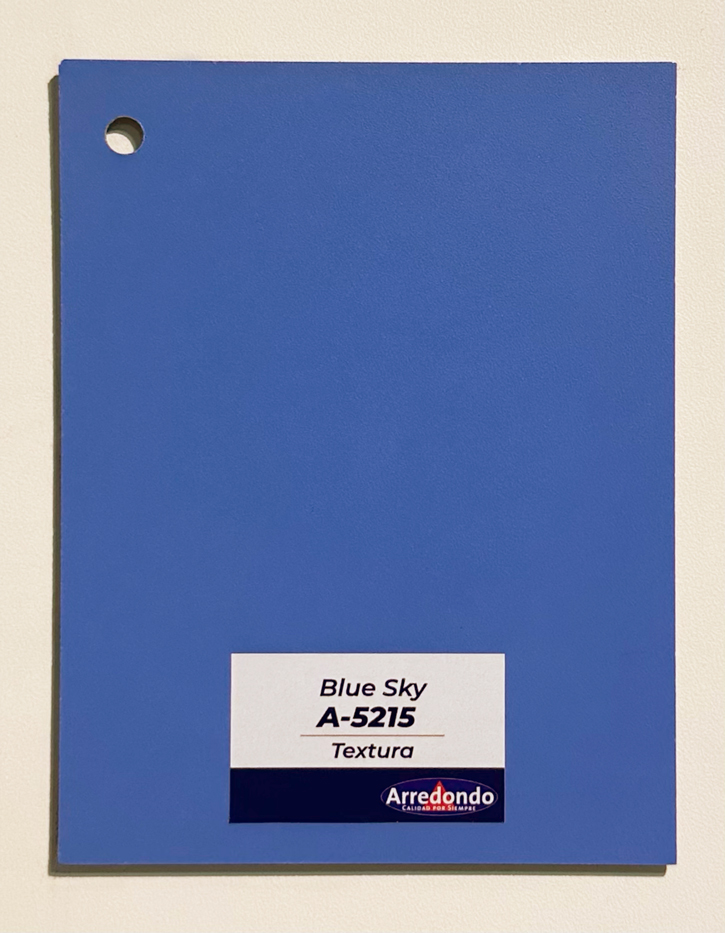 Blue Sky
A-5215
Textura
Arredondo
CALIDAD POR SIEMPRE